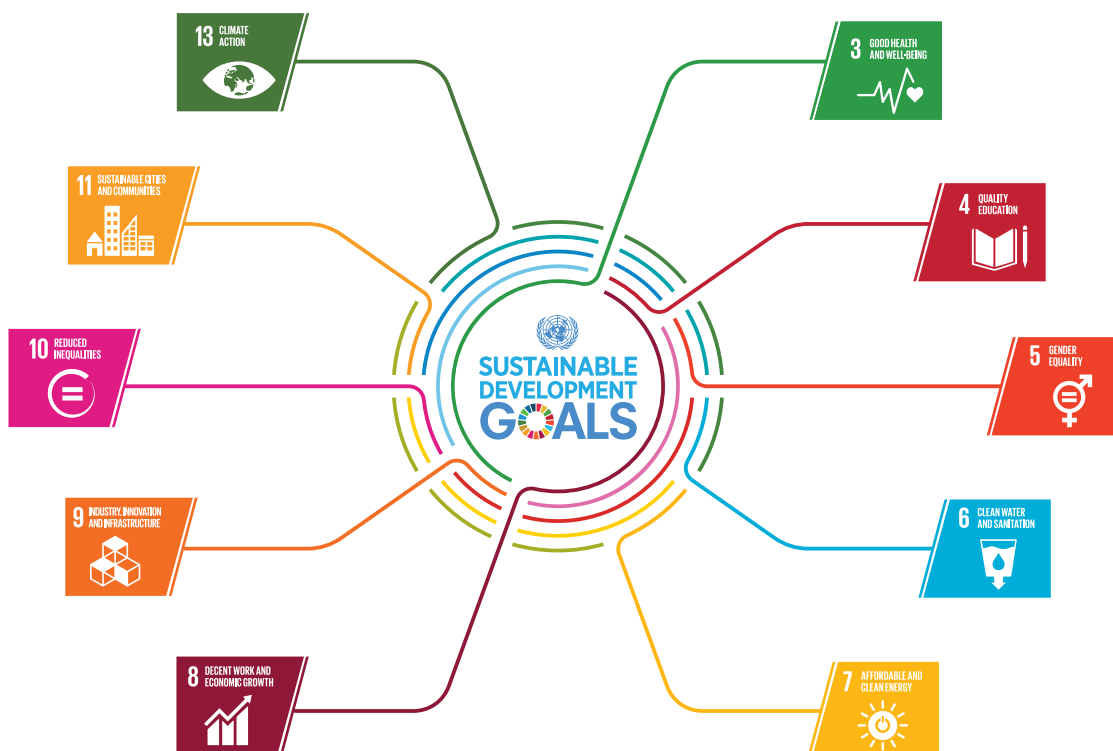 13 CLIMATE
ACTION
3 GOOD HEALTH
AND WELL-BEING
11 SUSTAINABLE CITIES
AND COMMUNITIES
4 QUALITY
EDUCATION
10 REDUCED
INEQUALITIES
SUSTAINABLE
DEVELOPMENT
GOALS
5 GENDER
EQUALITY
9 INDUSTRY, INNOVATION
AND INFRASTRUCTURE
6 CLEAN WATER
AND SANITATION
8 DECENT WORK AND
ECONOMIC GROWTH
7 AFFORDABLE AND
CLEAN ENERGY